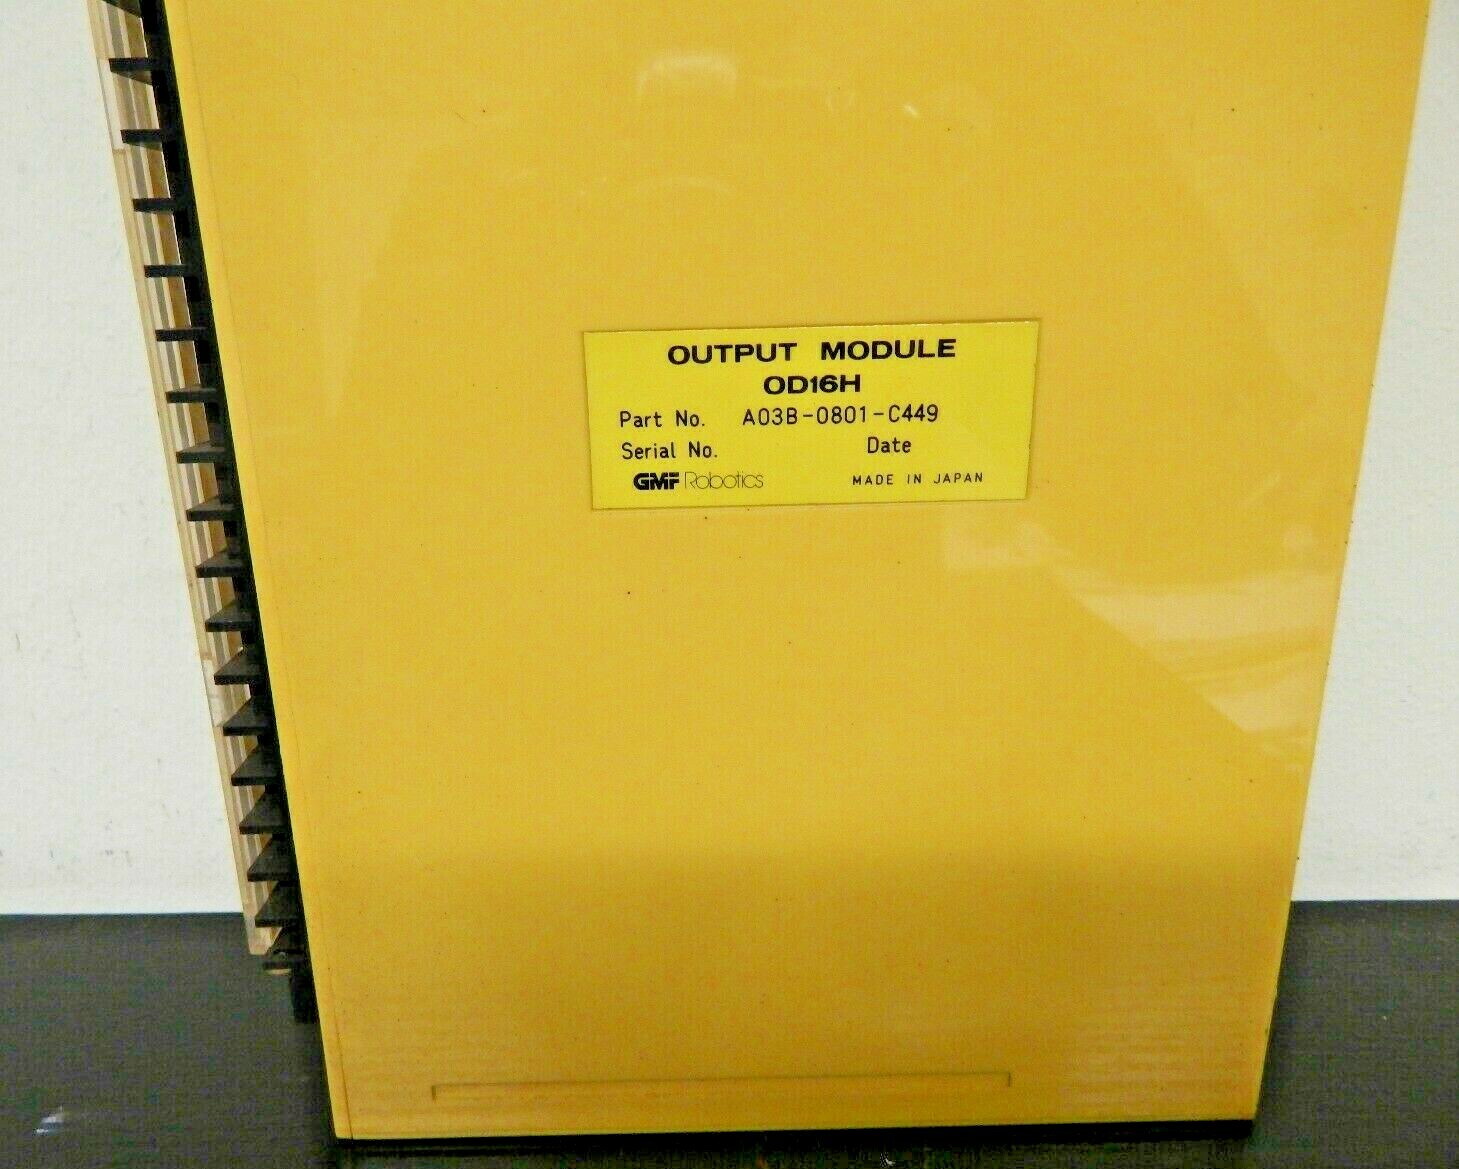 OUTPUT MODULE
OD16H
Part No. A03B-0801-C449
Serial No. Date
GMF Robotics MADE IN JAPAN